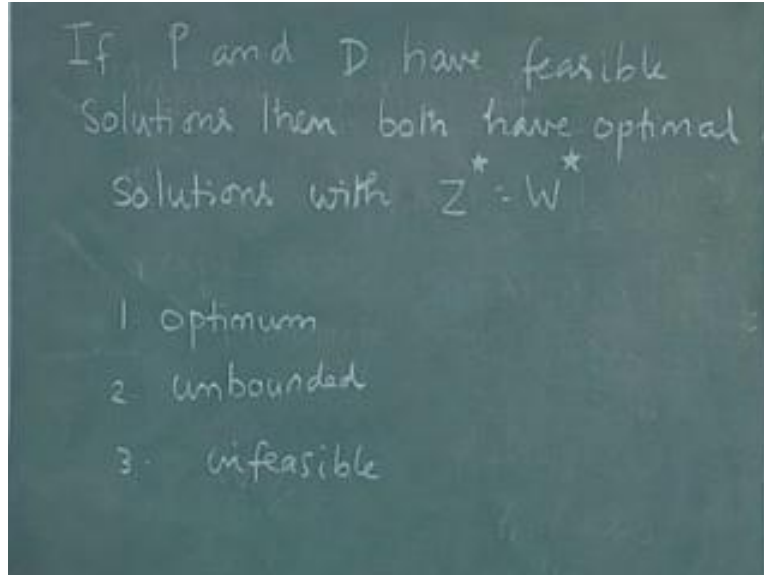 If P and D have feasible
Solutions then both have optimal
Solutions with Z* = W*
1. optimum
2. unbounded
3. infeasible